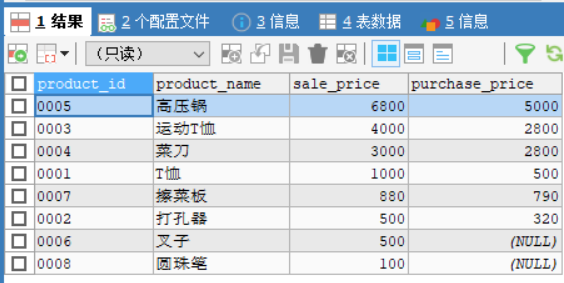 1 结果 2 个配置文件 3 信息 4 表数据 5 信息
（只读）
product_id product_name sale_price purchase_price
0005 高压锅 6800 5000
0003 运动T恤 4000 2800
0004 菜刀 3000 2800
0001 T恤 1000 500
0007 擦菜板 880 790
0002 打孔器 500 320
0006 叉子 500 (NULL)
0008 圆珠笔 100 (NULL)